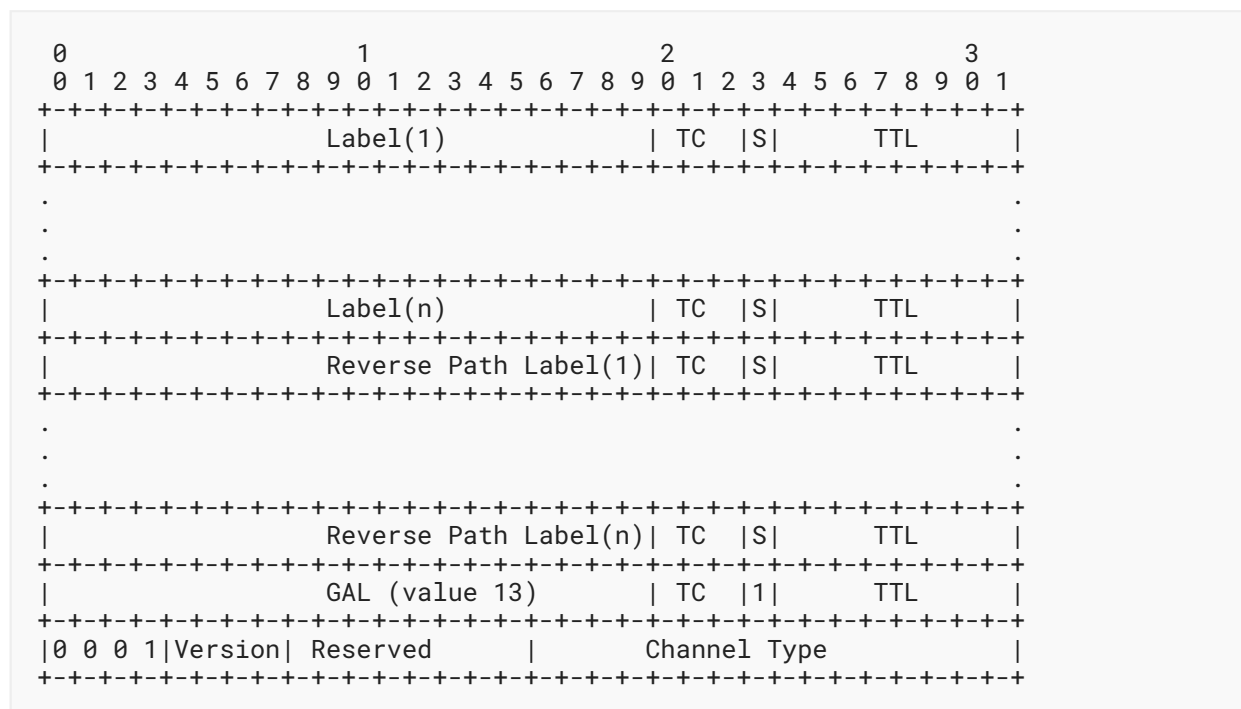 0                   1                   2                   3
 0 1 2 3 4 5 6 7 8 9 0 1 2 3 4 5 6 7 8 9 0 1 2 3 4 5 6 7 8 9 0 1
+-+-+-+-+-+-+-+-+-+-+-+-+-+-+-+-+-+-+-+-+-+-+-+-+-+-+-+-+-+-+-+-+
|                  Label(1)             | TC  |S|      TTL      |
+-+-+-+-+-+-+-+-+-+-+-+-+-+-+-+-+-+-+-+-+-+-+-+-+-+-+-+-+-+-+-+-+
.                                                               .
.                                                               .
.                                                               .
+-+-+-+-+-+-+-+-+-+-+-+-+-+-+-+-+-+-+-+-+-+-+-+-+-+-+-+-+-+-+-+-+
|                  Label(n)             | TC  |S|      TTL      |
+-+-+-+-+-+-+-+-+-+-+-+-+-+-+-+-+-+-+-+-+-+-+-+-+-+-+-+-+-+-+-+-+
|                  Reverse Path Label(1)| TC  |S|      TTL      |
+-+-+-+-+-+-+-+-+-+-+-+-+-+-+-+-+-+-+-+-+-+-+-+-+-+-+-+-+-+-+-+-+
.                                                               .
.                                                               .
.                                                               .
+-+-+-+-+-+-+-+-+-+-+-+-+-+-+-+-+-+-+-+-+-+-+-+-+-+-+-+-+-+-+-+-+
|                  Reverse Path Label(n)| TC  |S|      TTL      |
+-+-+-+-+-+-+-+-+-+-+-+-+-+-+-+-+-+-+-+-+-+-+-+-+-+-+-+-+-+-+-+-+
|                  GAL (value 13)       | TC  |1|      TTL      |
+-+-+-+-+-+-+-+-+-+-+-+-+-+-+-+-+-+-+-+-+-+-+-+-+-+-+-+-+-+-+-+-+
|0 0 0 1|Version| Reserved      |       Channel Type            |
+-+-+-+-+-+-+-+-+-+-+-+-+-+-+-+-+-+-+-+-+-+-+-+-+-+-+-+-+-+-+-+-+